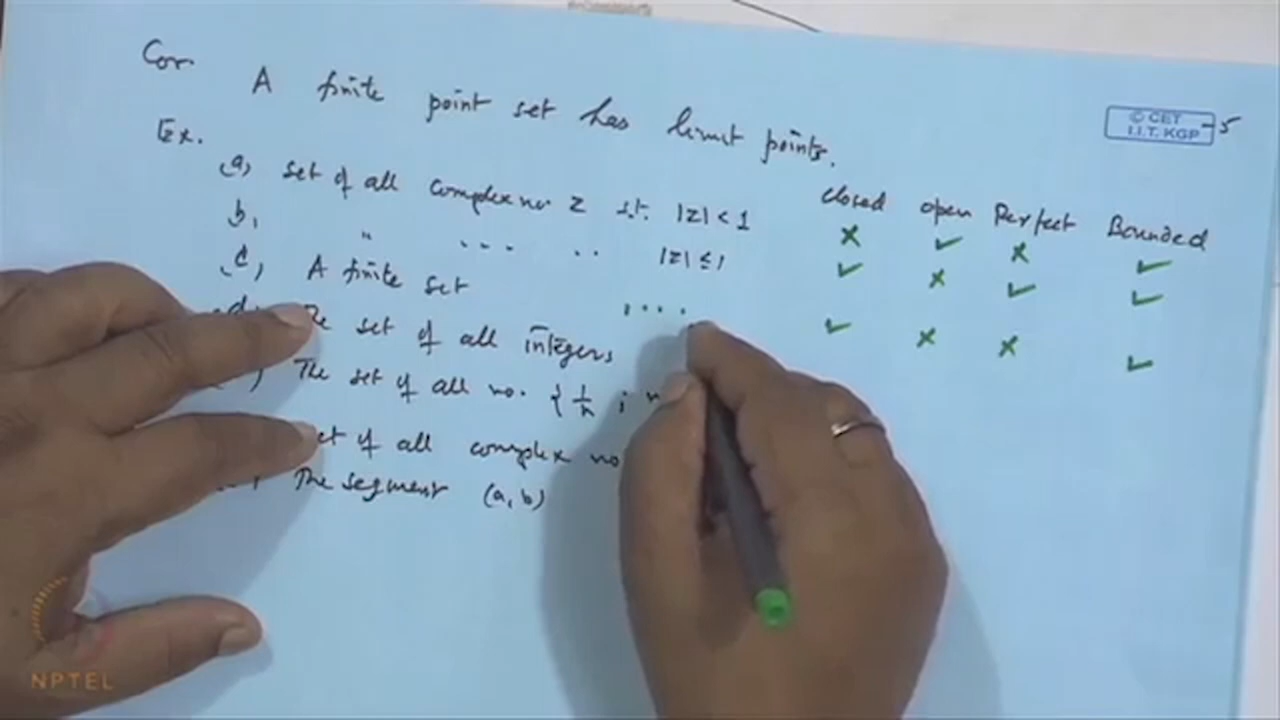 Cor.
A finite point set has limit points.
© CET
I.I.T. KGP
-5
Ex.
(a) set of all complex no z s.t. |z| < 1
closed open Perfect Bounded
✗ ✓ ✗ ✓
b, " ... .. |z| ≤ 1
✓ ✗ ✓ ✓
(c) A finite set
✓ ✗ ✗ ✓
The set of all integers
The set of all no. { 1/n ;
set of all complex no
The segment (a, b)
NPTEL